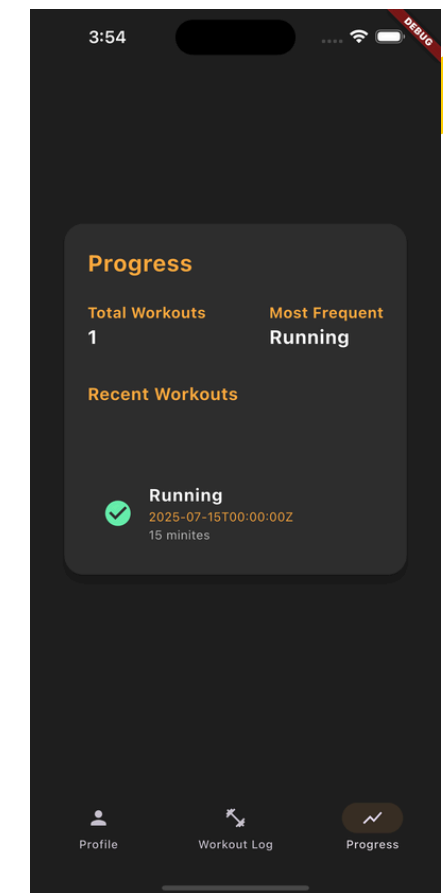 3:54
DEBUG
Progress
Total Workouts Most Frequent
1 Running
Recent Workouts
Running
2025-07-15T00:00:00Z
15 minites
Profile Workout Log Progress